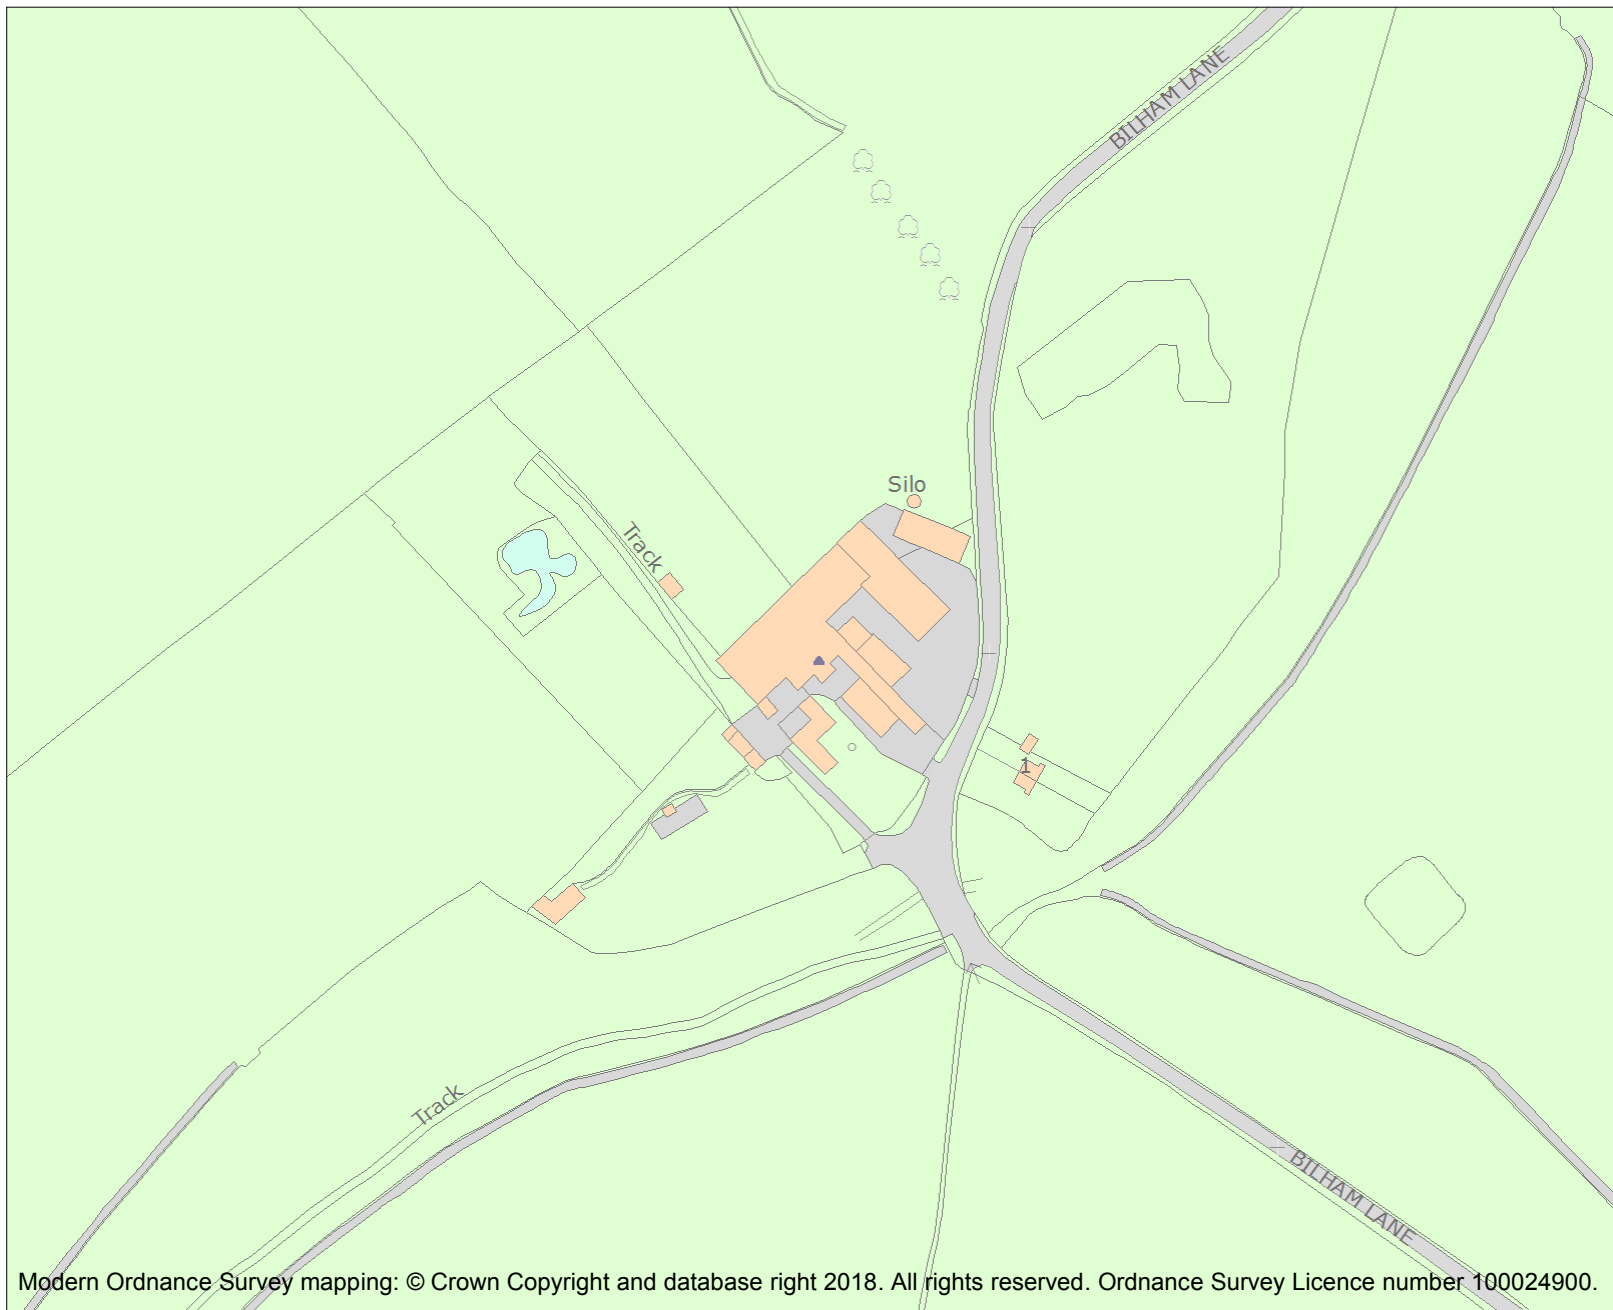 BILHAM LANE
Silo
Track
1
Track
BILHAM LANE
Modern Ordnance Survey mapping: © Crown Copyright and database right 2018. All rights reserved. Ordnance Survey Licence number 100024900.